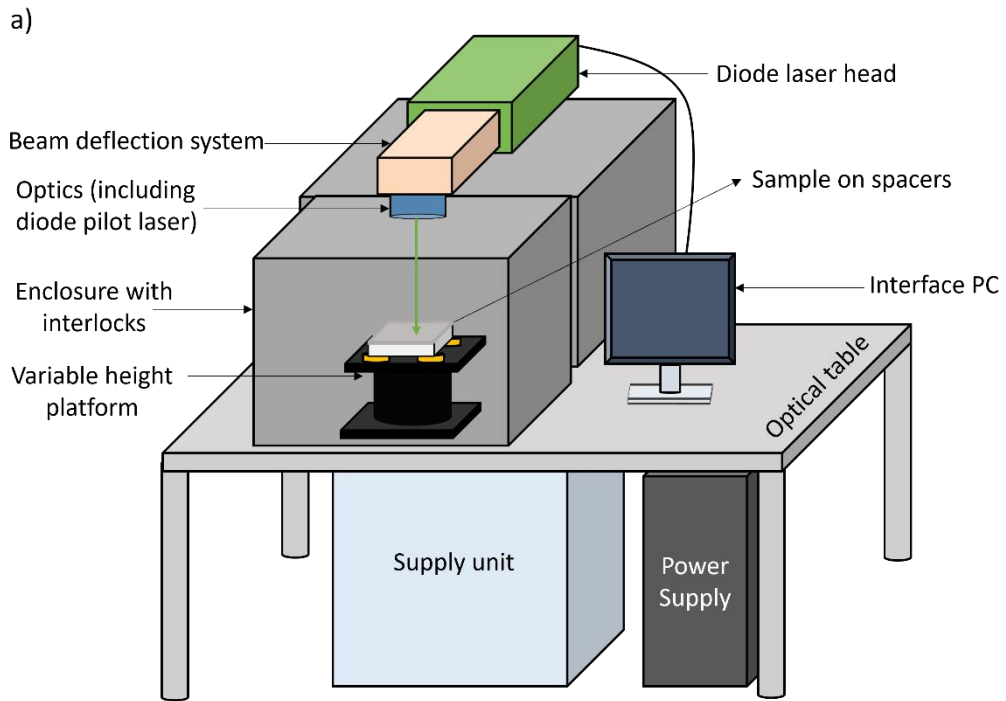 a)
Diode laser head
Beam deflection system
Optics (including
diode pilot laser)
Sample on spacers
Enclosure with
interlocks
Interface PC
Variable height
platform
Optical table
Supply unit
Power
Supply